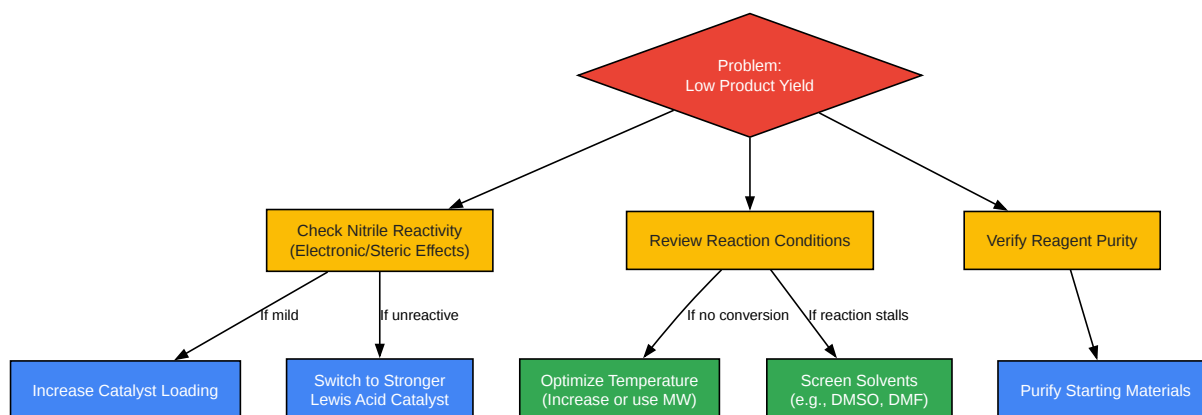 Problem:
Low Product Yield
Check Nitrile Reactivity
(Electronic/Steric Effects)
Review Reaction Conditions
Verify Reagent Purity
If mild
If unreactive
If no conversion
If reaction stalls
Increase Catalyst Loading
Switch to Stronger
Lewis Acid Catalyst
Optimize Temperature
(Increase or use MW)
Screen Solvents
(e.g., DMSO, DMF)
Purify Starting Materials